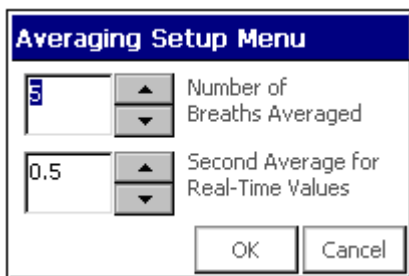 Averaging Setup Menu
5
Number of
Breaths Averaged
0.5
Second Average for
Real-Time Values
OK
Cancel